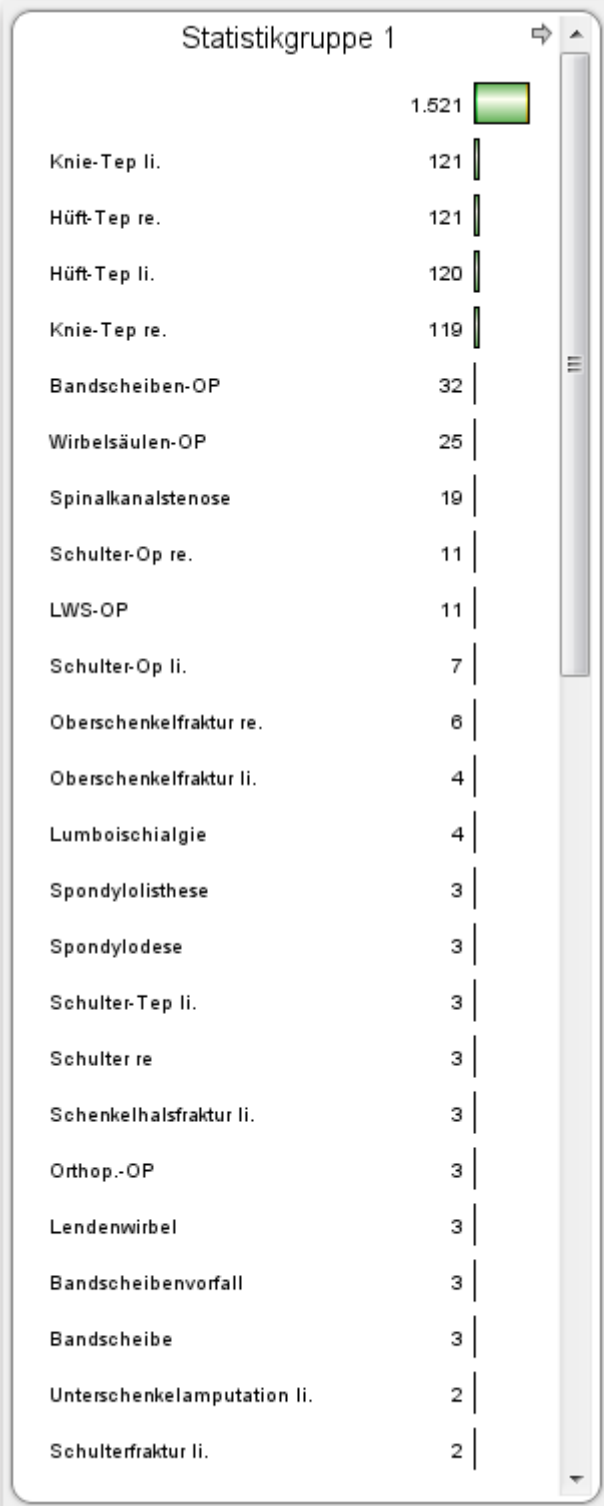 Statistikgruppe 1
1.521
Knie-Tep li. 121
Hüft-Tep re. 121
Hüft-Tep li. 120
Knie-Tep re. 119
Bandscheiben-OP 32
Wirbelsäulen-OP 25
Spinalkanalstenose 19
Schulter-Op re. 11
LWS-OP 11
Schulter-Op li. 7
Oberschenkelfraktur re. 6
Oberschenkelfraktur li. 4
Lumboischialgie 4
Spondylolisthese 3
Spondylodese 3
Schulter-Tep li. 3
Schulter re 3
Schenkelhalsfraktur li. 3
Orthop.-OP 3
Lendenwirbel 3
Bandscheibenvorfall 3
Bandscheibe 3
Unterschenkelamputation li. 2
Schulterfraktur li. 2